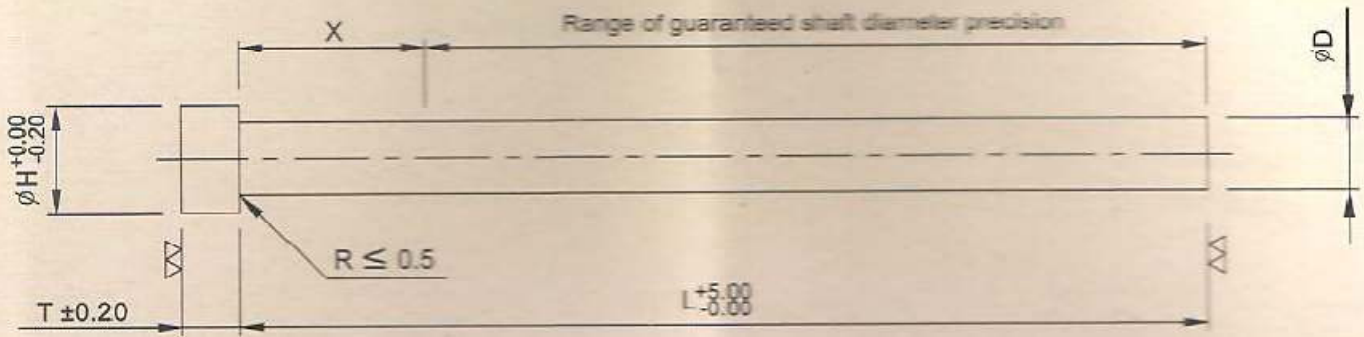 X
Range of guaranteed shaft diameter precision
ØD
ØH +0.00
-0.20
R ≤ 0.5
L +5.00
-0.00
T ±0.20